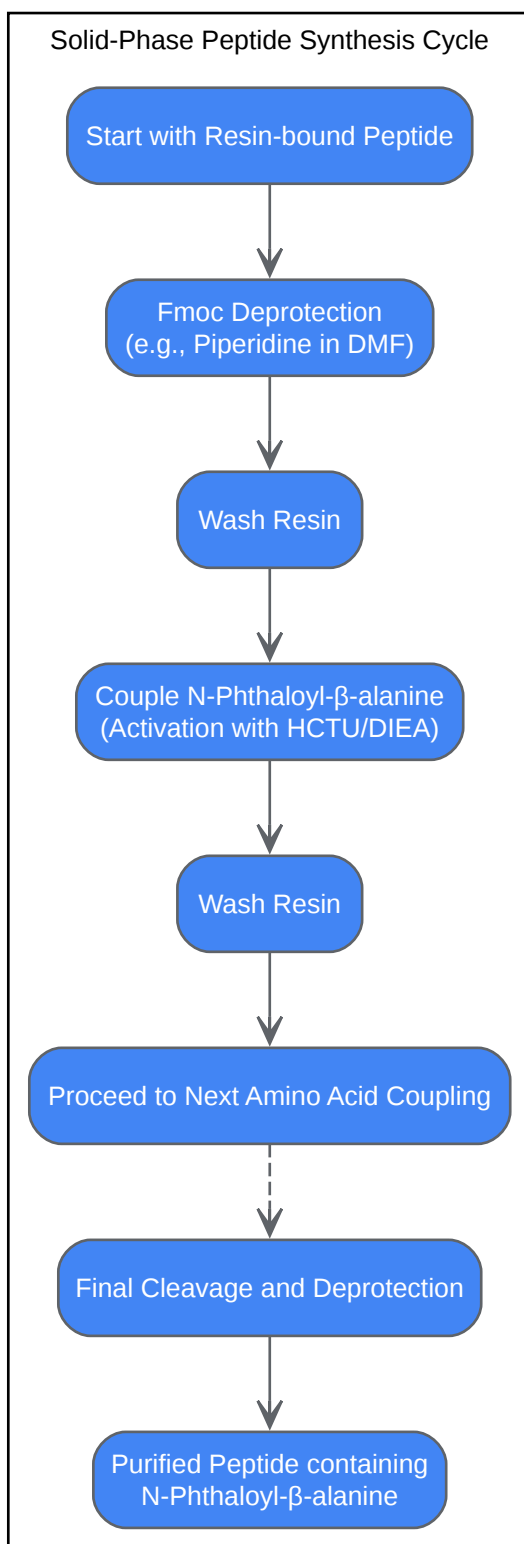 Solid-Phase Peptide Synthesis Cycle
Start with Resin-bound Peptide
Fmoc Deprotection
(e.g., Piperidine in DMF)
Wash Resin
Couple N-Phthaloyl-β-alanine
(Activation with HCTU/DIEA)
Wash Resin
Proceed to Next Amino Acid Coupling
Final Cleavage and Deprotection
Purified Peptide containing
N-Phthaloyl-β-alanine